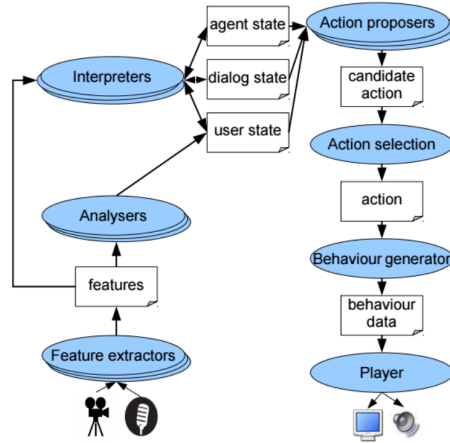 agent state
Action proposers
Interpreters
dialog state
candidate
action
user state
Action selection
Analysers
action
features
Behaviour generator
behaviour
data
Feature extractors
Player